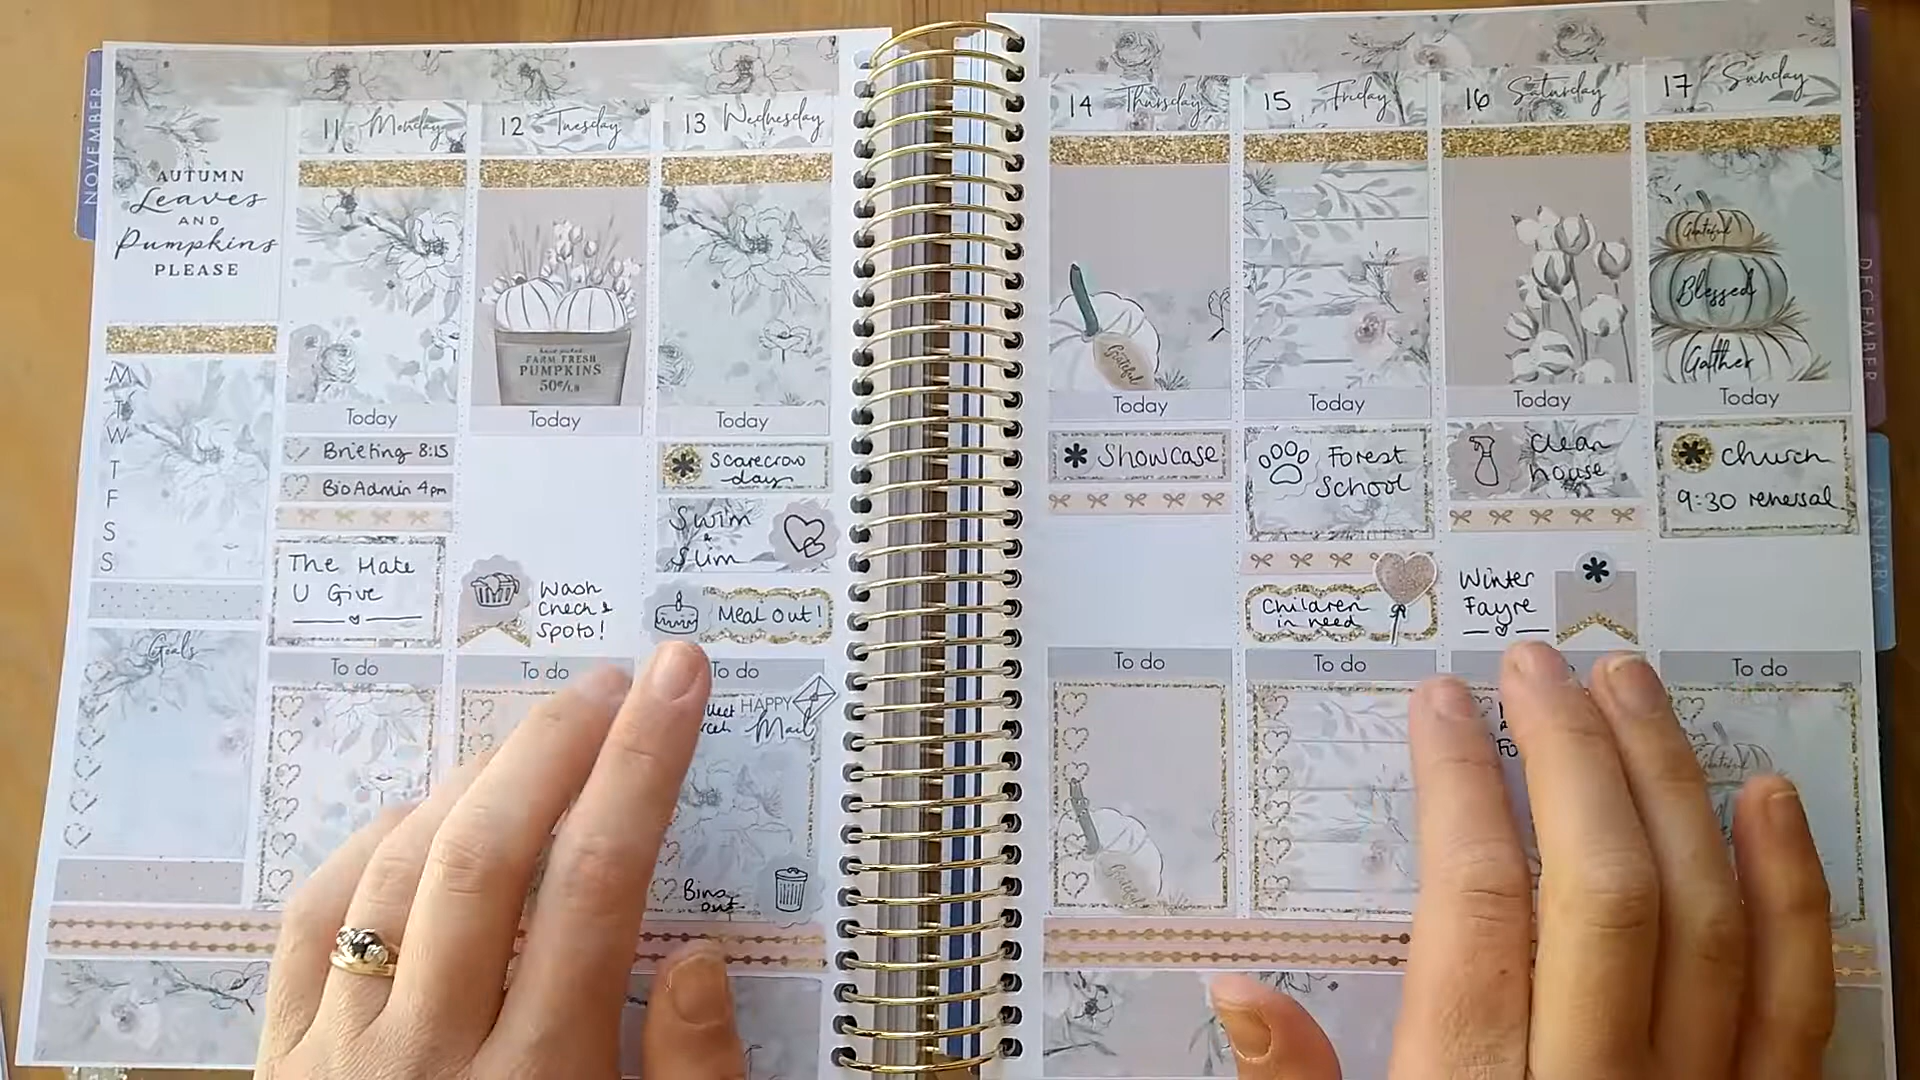 NOVEMBER
AUTUMN
Leaves
AND
Pumpkins
PLEASE
M
T
W
T
F
S
S
Goals
11 Monday
Today
Briefing 8:15
Bio Admin 4pm
The Hate
U Give
To do
12 Tuesday
FARM FRESH
PUMPKINS
50¢/LB
Today
Wash
Check &
Spots!
To do
13 Wednesday
Today
Scarecrow
day
Swim
&
Slim
Meal Out!
To do
HAPPY
Mail
Bins
out
14 Thursday
Grateful
Today
Showcase
To do
Grateful
15 Friday
Today
Forest
School
Children
in need
To do
16 Saturday
Today
Clean
house
Winter
Fayre
17 Sunday
Grateful
Blessed
Gather
Today
church
9:30 rehersal
To do
Grateful
DECEMBER
JANUARY